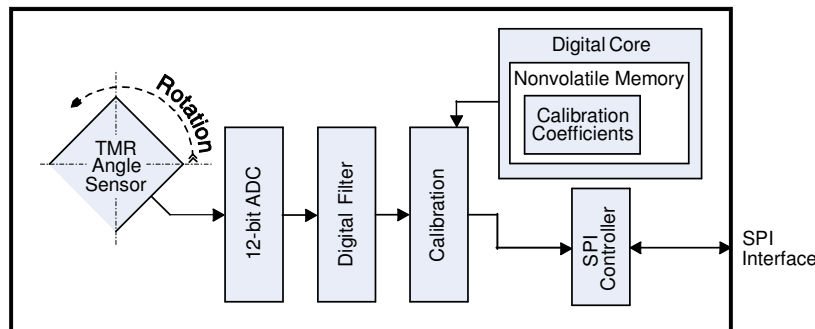 Rotation
TMR
Angle
Sensor
12-bit ADC
Digital Filter
Calibration
Digital Core
Nonvolatile Memory
Calibration
Coefficients
SPI
Controller
SPI
Interface